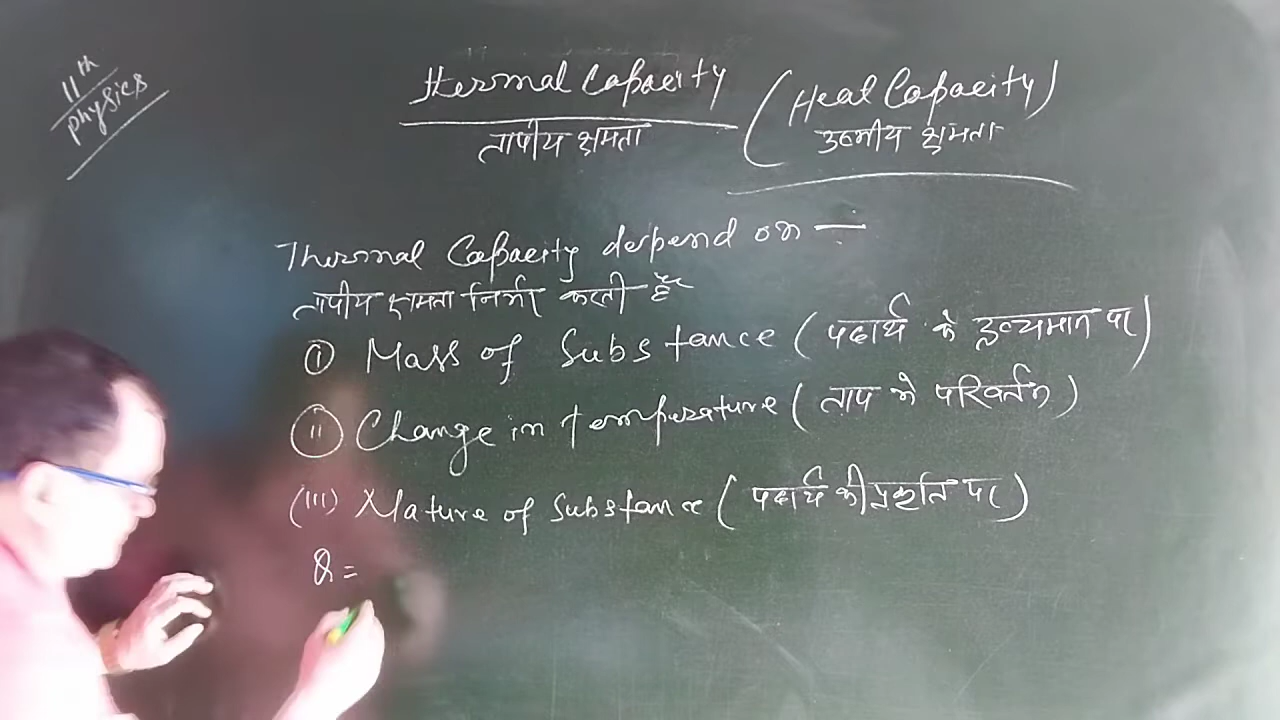 11th
physics
Thermal Capacity (Heat Capacity)
तापीय क्षमता ऊष्मीय क्षमता
Thermal Capacity depend on —
तापीय क्षमता निर्भर करती है
(i) Mass of Substance (पदार्थ के द्रव्यमान पर)
(ii) Change in temperature (ताप में परिवर्तन)
(iii) Nature of Substance (पदार्थ की प्रकृति पर)
Q =